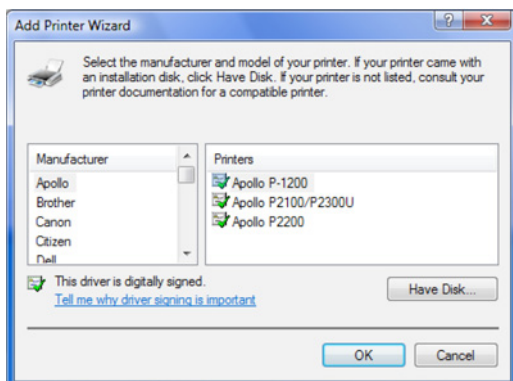 Add Printer Wizard
Select the manufacturer and model of your printer. If your printer came with
an installation disk, click Have Disk. If your printer is not listed, consult your
printer documentation for a compatible printer.
Manufacturer
Apollo
Brother
Canon
Citizen
Dell
Printers
Apollo P-1200
Apollo P2100/P2300U
Apollo P2200
This driver is digitally signed.
Tell me why driver signing is important
Have Disk...
OK
Cancel